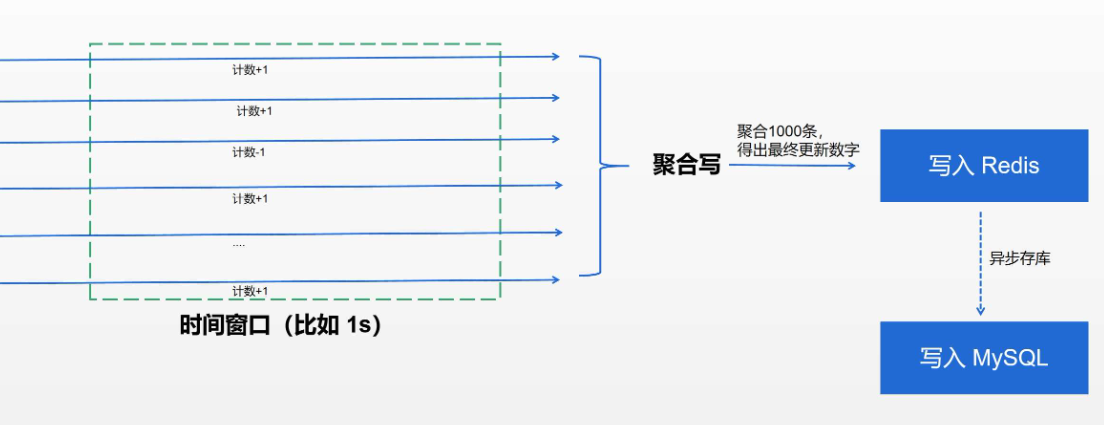 计数+1
计数+1
计数-1
计数+1
....
计数+1
时间窗口（比如 1s）
聚合写
聚合1000条，
得出最终更新数字
写入 Redis
异步存库
写入 MySQL